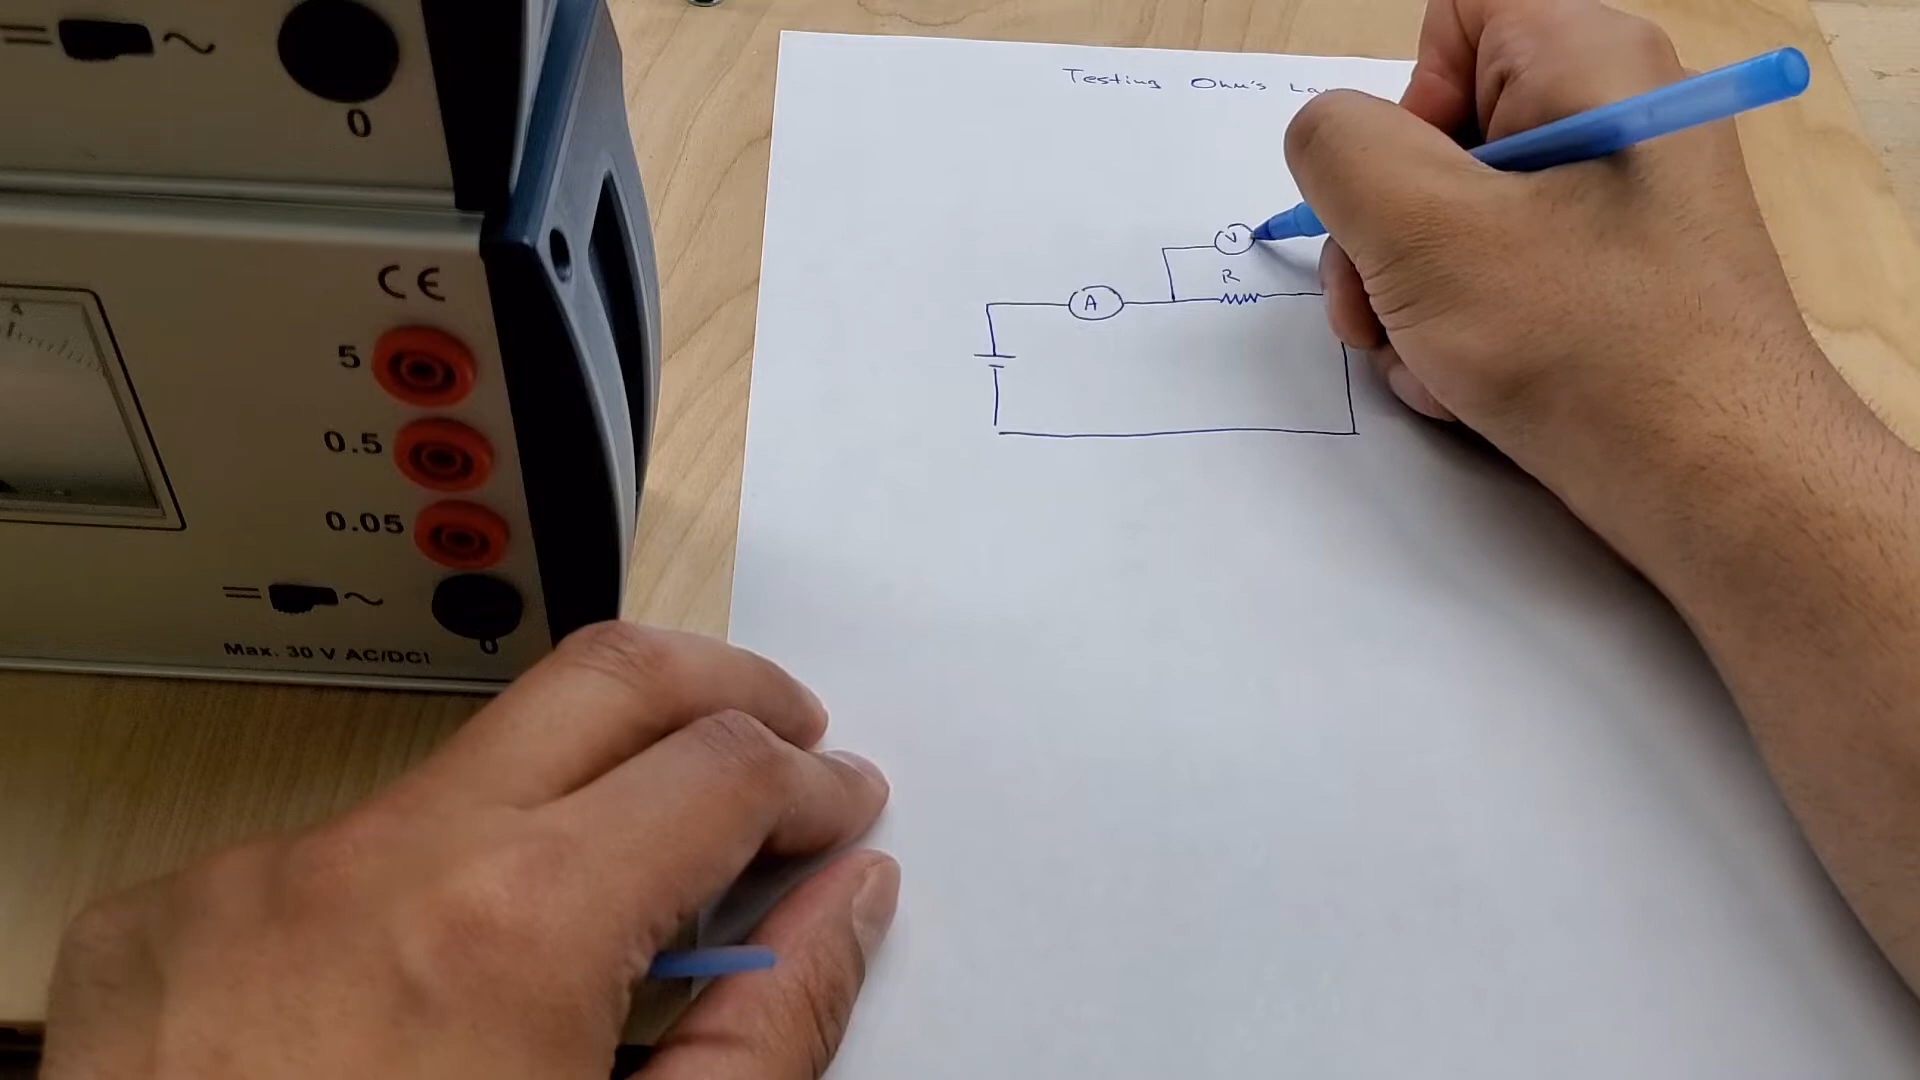 = ~
0
CE
A
5
0.5
0.05
= ~
0
Max. 30 V AC/DC!
Testing Ohm's
V
R
A